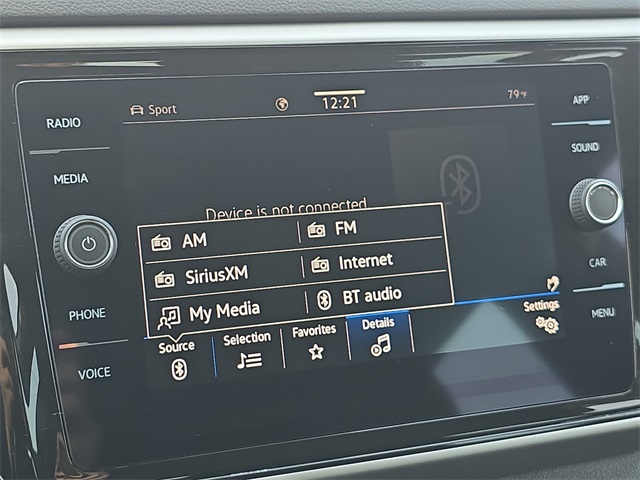 RADIO
MEDIA
PHONE
VOICE
Sport
12:21
79°F
Device is not connected
AM
FM
SiriusXM
Internet
My Media
BT audio
Source
Selection
Favorites
Details
Settings
APP
SOUND
CAR
MENU